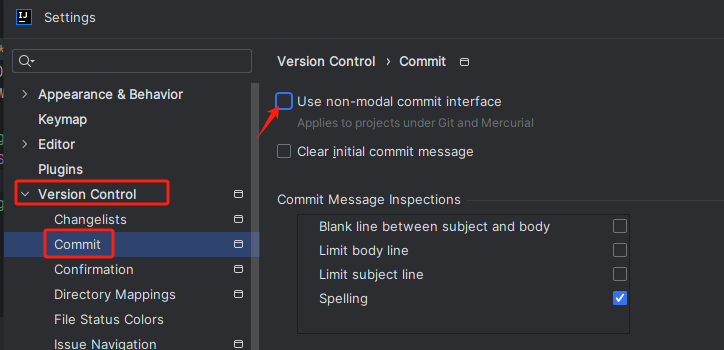 IJ
Settings
Version Control › Commit
Appearance & Behavior
Use non-modal commit interface
Keymap
Applies to projects under Git and Mercurial
Editor
Clear initial commit message
Plugins
Version Control
Commit Message Inspections
Changelists
Blank line between subject and body
Commit
Limit body line
Confirmation
Limit subject line
Directory Mappings
Spelling
File Status Colors
Issue Navigation